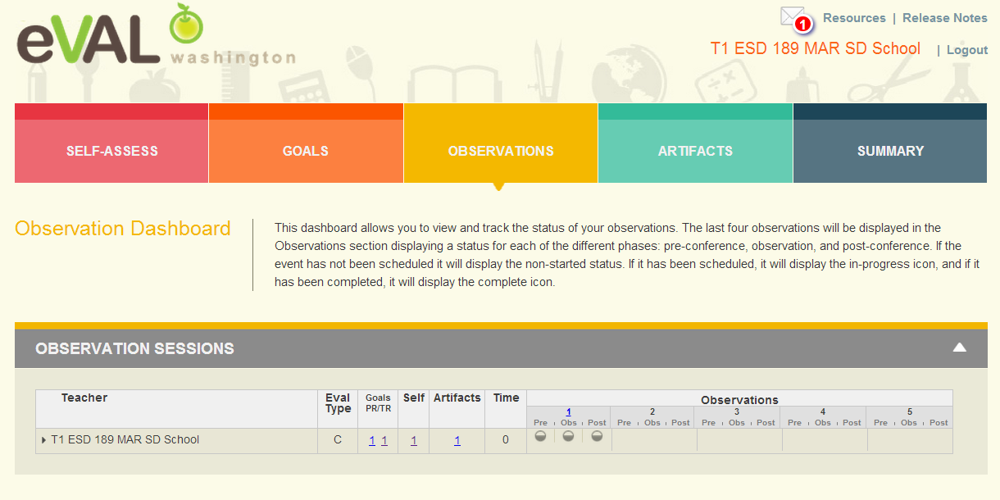 eVAL
washington
1
Resources | Release Notes
T1 ESD 189 MAR SD School | Logout
SELF-ASSESS GOALS OBSERVATIONS ARTIFACTS SUMMARY
Observation Dashboard
This dashboard allows you to view and track the status of your observations. The last four observations will be displayed in the
Observations section displaying a status for each of the different phases: pre-conference, observation, and post-conference. If the
event has not been scheduled it will display the non-started status. If it has been scheduled, it will display the in-progress icon, and if it
has been completed, it will display the complete icon.
OBSERVATION SESSIONS
Teacher Eval Type Goals PR/TR Self Artifacts Time Observations
1 2 3 4 5
Pre Obs Post Pre Obs Post Pre Obs Post Pre Obs Post Pre Obs Post
T1 ESD 189 MAR SD School C 1 1 1 1 0